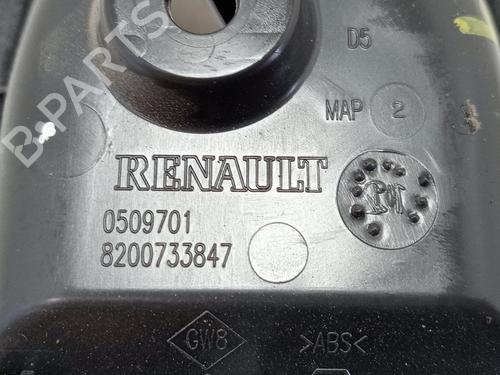 B-PARTS
D5
MAP 2
RENAULT
0509701
8200733847
GW8
>ABS<